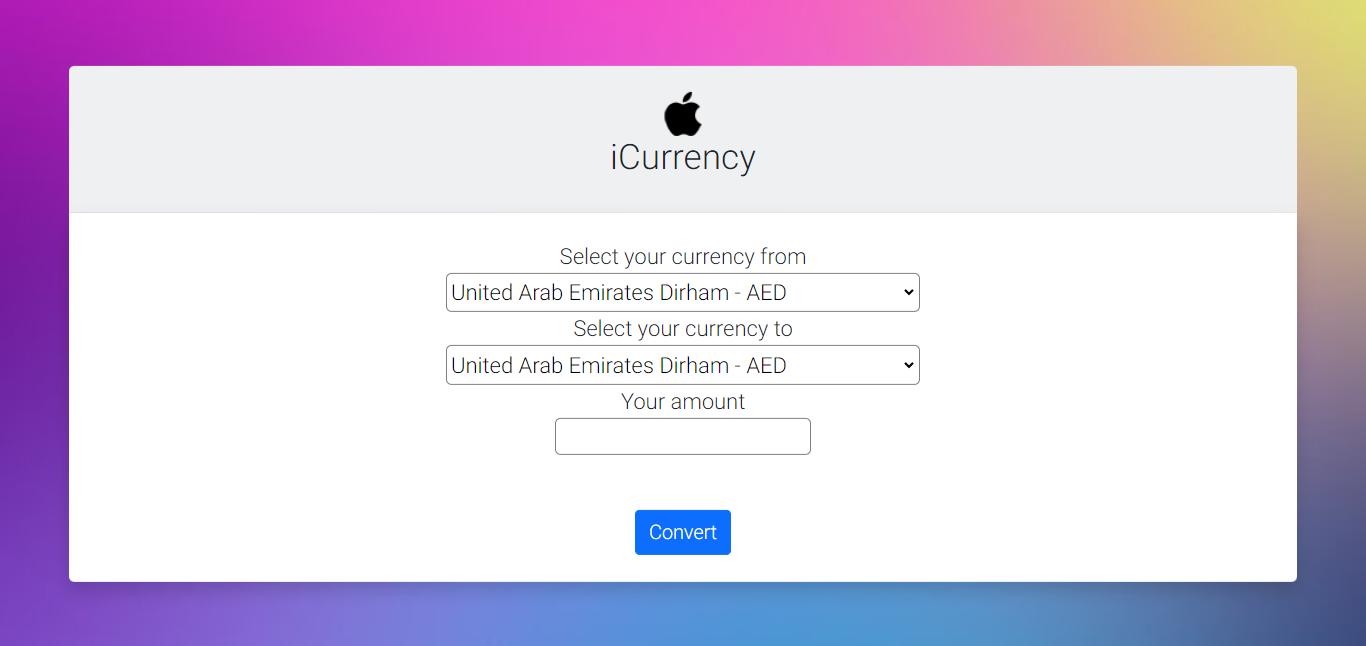 iCurrency
Select your currency from
United Arab Emirates Dirham - AED
Select your currency to
United Arab Emirates Dirham - AED
Your amount
Convert